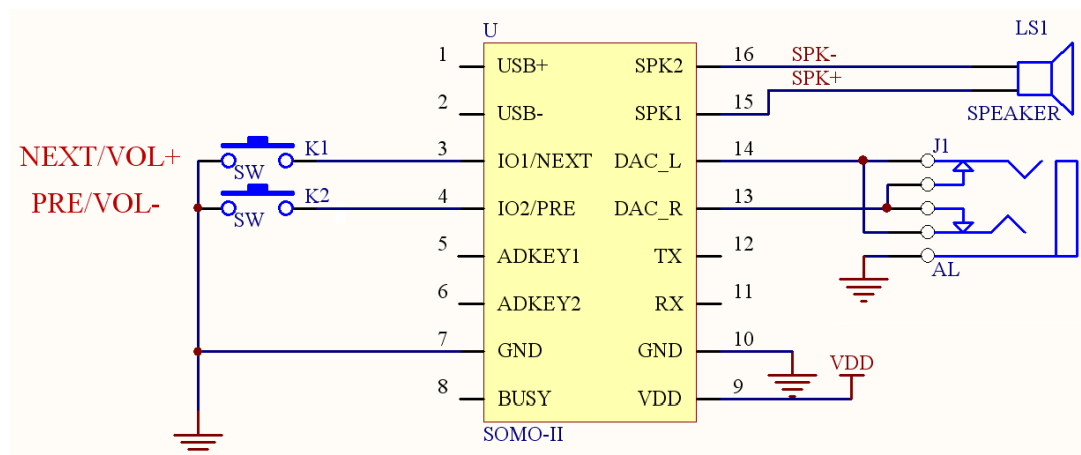 U
LS1
1 USB+ SPK2 16 SPK-
SPK+
2 USB- SPK1 15 SPEAKER
NEXT/VOL+ SW K1 3 IO1/NEXT DAC_L 14 J1
PRE/VOL- SW K2 4 IO2/PRE DAC_R 13
5 ADKEY1 TX 12 AL
6 ADKEY2 RX 11
7 GND GND 10
VDD
8 BUSY VDD 9
SOMO-II